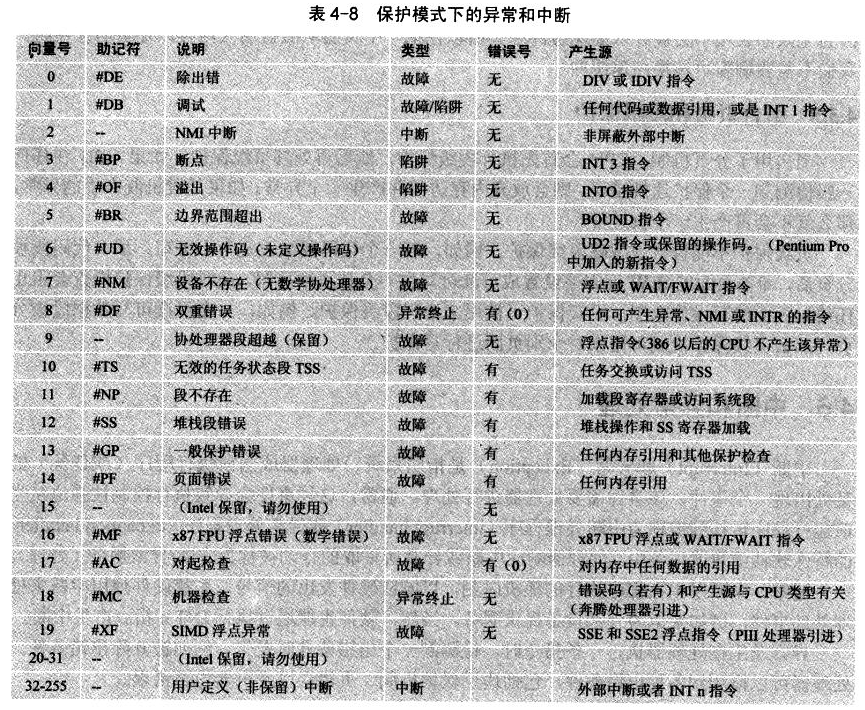 表 4-8 保护模式下的异常和中断
向量号 助记符 说明 类型 错误号 产生源
0 #DE 除出错 故障 无 DIV 或 IDIV 指令
1 #DB 调试 故障/陷阱 无 任何代码或数据引用，或是 INT 1 指令
2 -- NMI 中断 中断 无 非屏蔽外部中断
3 #BP 断点 陷阱 无 INT 3 指令
4 #OF 溢出 陷阱 无 INTO 指令
5 #BR 边界范围超出 故障 无 BOUND 指令
6 #UD 无效操作码（未定义操作码） 故障 无 UD2 指令或保留的操作码。（Pentium Pro
中加入的新指令）
7 #NM 设备不存在（无数学协处理器） 故障 无 浮点或 WAIT/FWAIT 指令
8 #DF 双重错误 异常终止 有（0） 任何可产生异常、NMI 或 INTR 的指令
9 -- 协处理器段超越（保留） 故障 无 浮点指令(386 以后的 CPU 不产生该异常）
10 #TS 无效的任务状态段 TSS 故障 有 任务交换或访问 TSS
11 #NP 段不存在 故障 有 加载段寄存器或访问系统段
12 #SS 堆栈段错误 故障 有 堆栈操作和 SS 寄存器加载
13 #GP 一般保护错误 故障 有 任何内存引用和其他保护检查
14 #PF 页面错误 故障 有 任何内存引用
15 -- （Intel 保留，请勿使用） 无
16 #MF x87 FPU 浮点错误（数学错误） 故障 无 x87 FPU 浮点或 WAIT/FWAIT 指令
17 #AC 对起检查 故障 有（0） 对内存中任何数据的引用
18 #MC 机器检查 异常终止 无 错误码（若有）和产生源与 CPU 类型有关
（奔腾处理器引进）
19 #XF SIMD 浮点异常 故障 无 SSE 和 SSE2 浮点指令（PIII 处理器引进）
20-31 -- （Intel 保留，请勿使用）
32-255 -- 用户定义（非保留）中断 中断 外部中断或者 INT n 指令